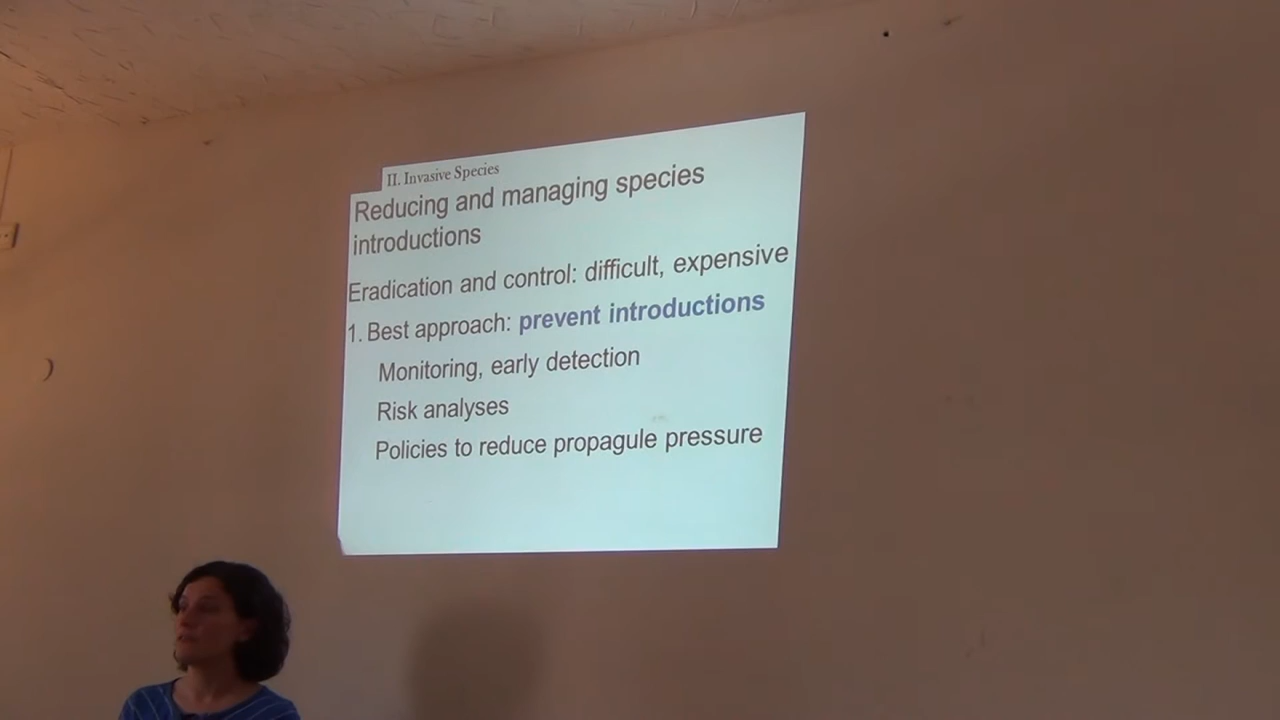 II. Invasive Species
Reducing and managing species
introductions
Eradication and control: difficult, expensive
1. Best approach: prevent introductions
Monitoring, early detection
Risk analyses
Policies to reduce propagule pressure